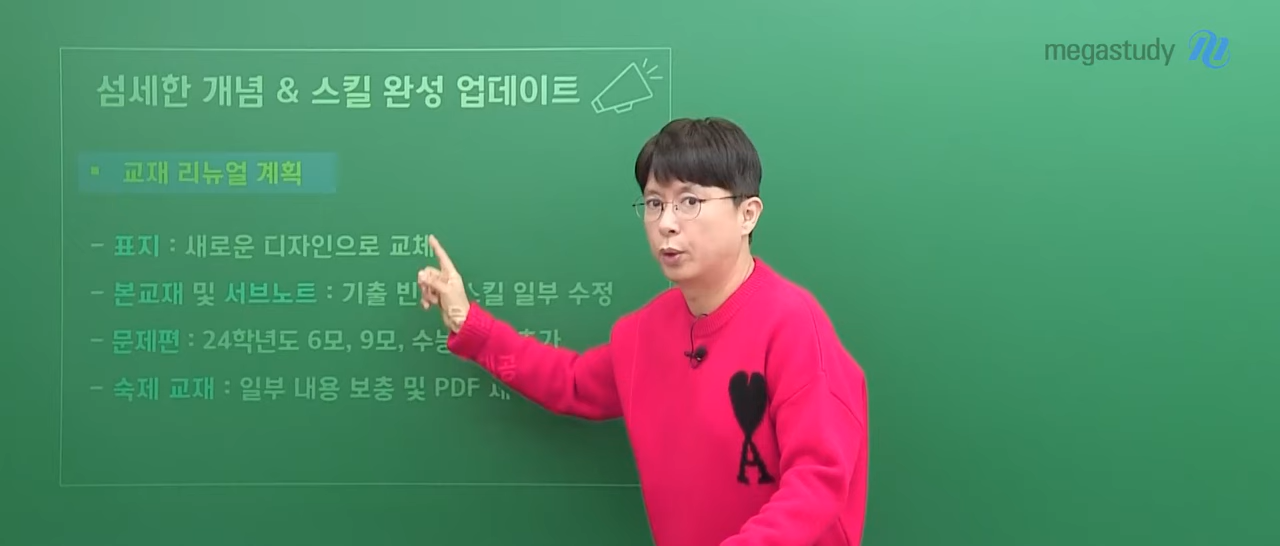 megastudy
섬세한 개념 & 스킬 완성 업데이트
▪ 교재 리뉴얼 계획
- 표지 : 새로운 디자인으로 교체
- 본교재 및 서브노트 : 기출 스킬 일부 수정
- 문제편 : 24학년도 6모, 9모, 수능
- 숙제 교재 : 일부 내용 보충 및 PDF 제공
A